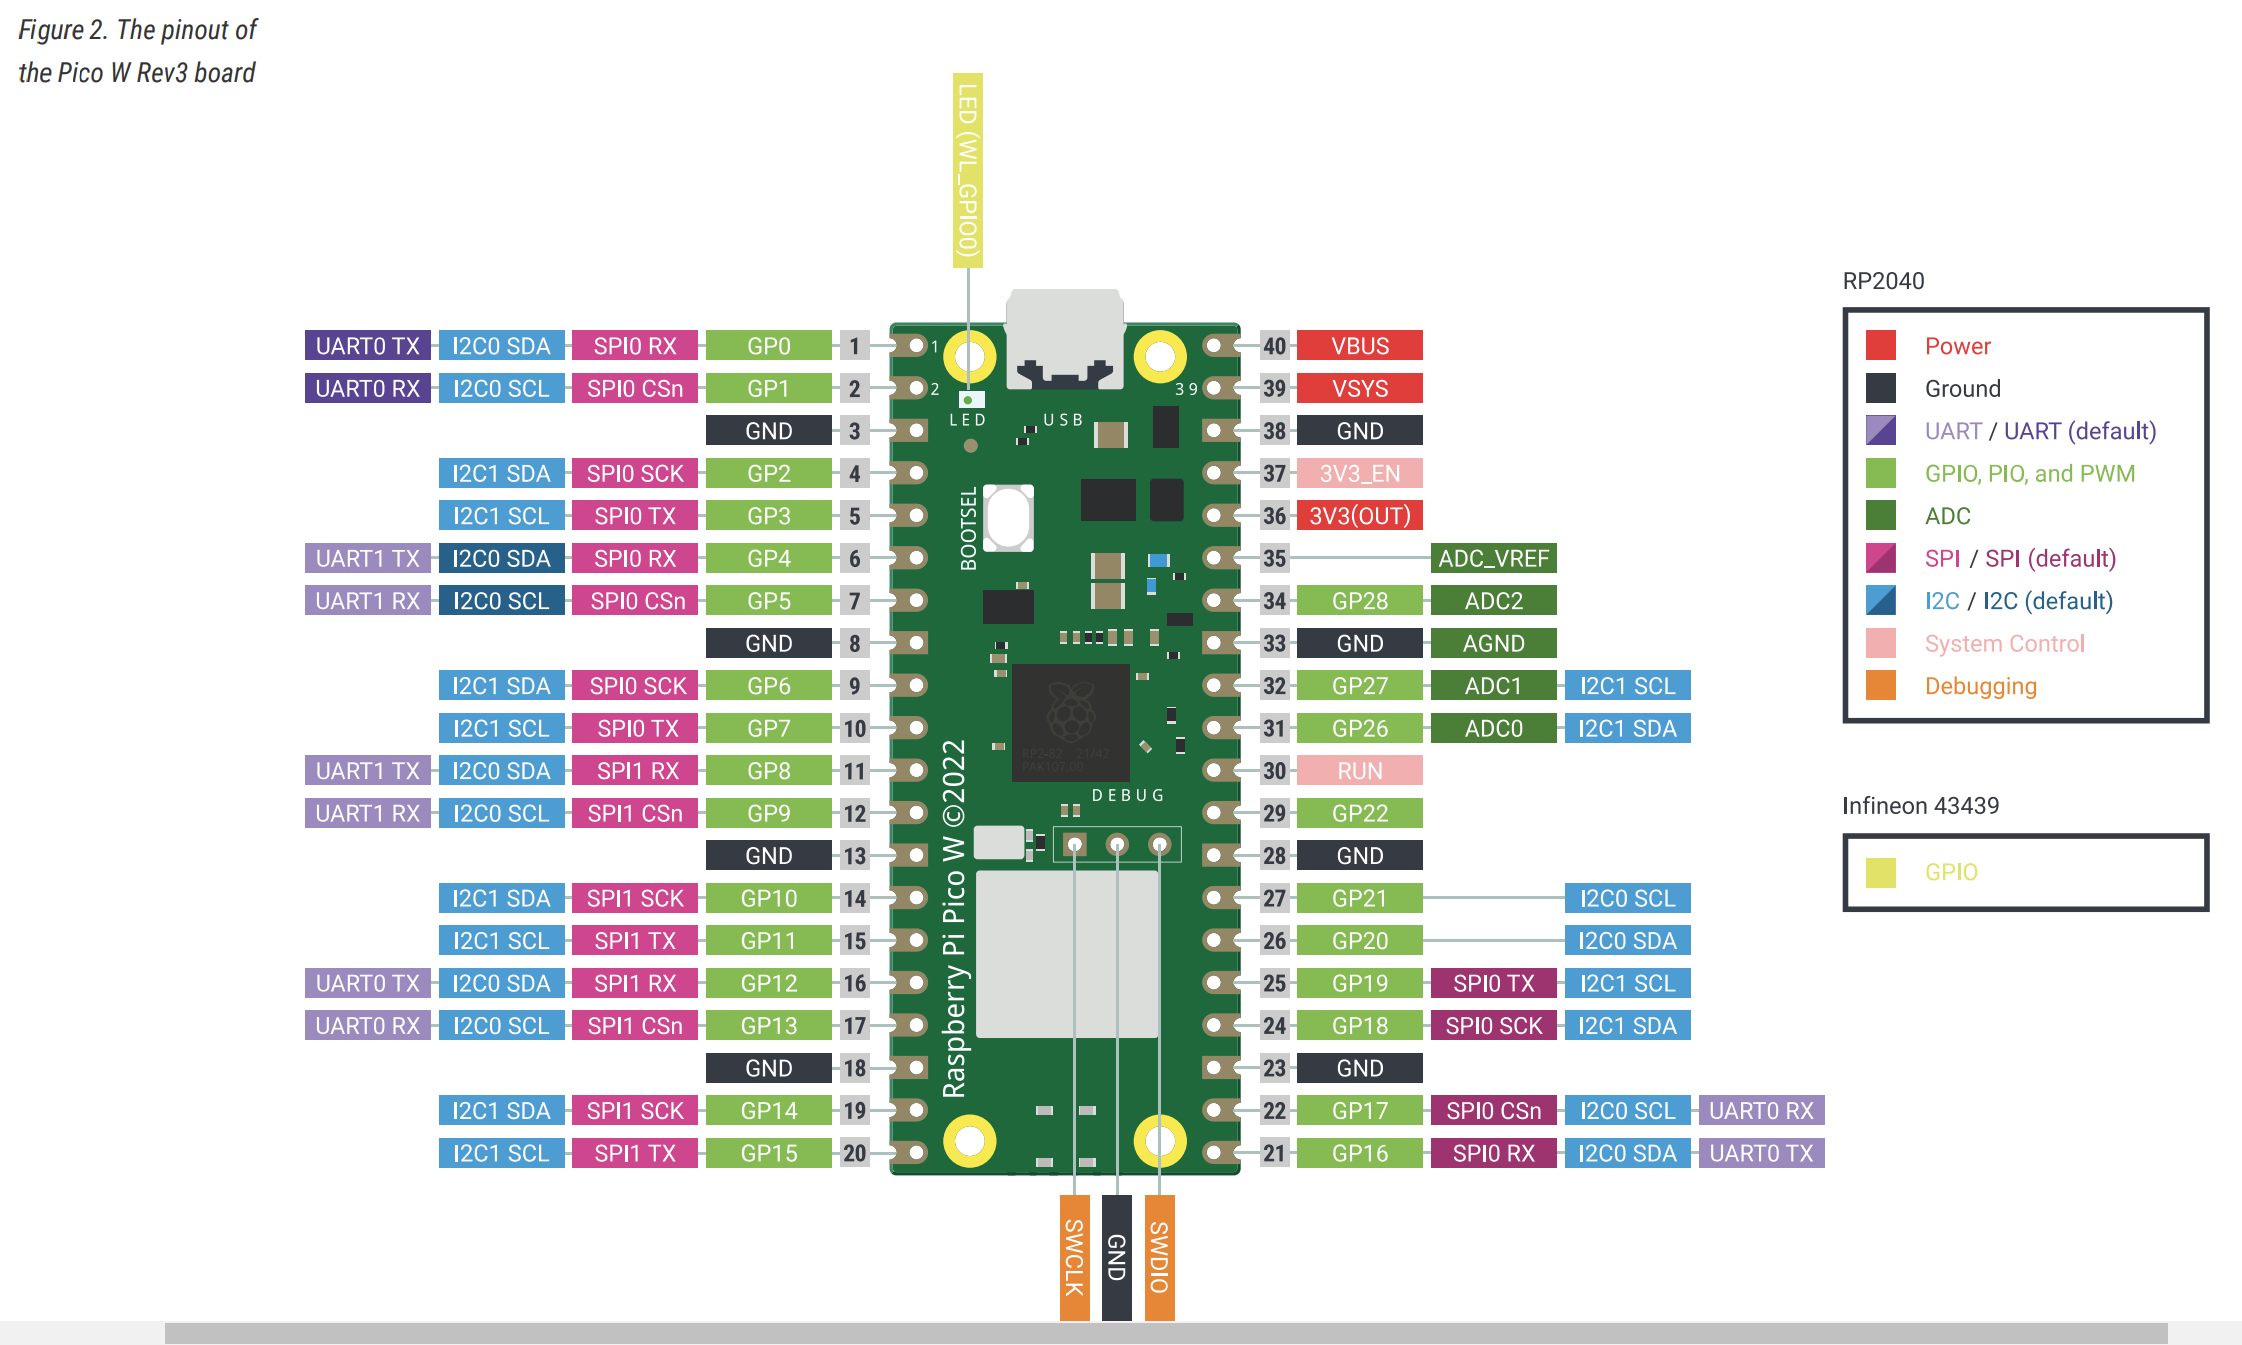 Figure 2. The pinout of
the Pico W Rev3 board
LED (WL_GPIO0)
UART0 TX I2C0 SDA SPI0 RX GP0 1 1 40 VBUS
UART0 RX I2C0 SCL SPI0 CSn GP1 2 2 39 39 VSYS
LED USB
GND 3 38 GND
I2C1 SDA SPI0 SCK GP2 4 37 3V3_EN
I2C1 SCL SPI0 TX GP3 5 36 3V3(OUT)
BOOTSEL
UART1 TX I2C0 SDA SPI0 RX GP4 6 35 ADC_VREF
UART1 RX I2C0 SCL SPI0 CSn GP5 7 34 GP28 ADC2
GND 8 33 GND AGND
I2C1 SDA SPI0 SCK GP6 9 32 GP27 ADC1 I2C1 SCL
I2C1 SCL SPI0 TX GP7 10 31 GP26 ADC0 I2C1 SDA
RP2-B2 21/42
UART1 TX I2C0 SDA SPI1 RX GP8 11 30 RUN
DEBUG
UART1 RX I2C0 SCL SPI1 CSn GP9 12 29 GP22
GND 13 28 GND
I2C1 SDA SPI1 SCK GP10 14 27 GP21 I2C0 SCL
Raspberry Pi Pico W ©2022
I2C1 SCL SPI1 TX GP11 15 26 GP20 I2C0 SDA
UART0 TX I2C0 SDA SPI1 RX GP12 16 25 GP19 SPI0 TX I2C1 SCL
UART0 RX I2C0 SCL SPI1 CSn GP13 17 24 GP18 SPI0 SCK I2C1 SDA
GND 18 23 GND
I2C1 SDA SPI1 SCK GP14 19 22 GP17 SPI0 CSn I2C0 SCL UART0 RX
I2C1 SCL SPI1 TX GP15 20 21 GP16 SPI0 RX I2C0 SDA UART0 TX
SWCLK GND SWDIO
RP2040
Power
Ground
UART / UART (default)
GPIO, PIO, and PWM
ADC
SPI / SPI (default)
I2C / I2C (default)
System Control
Debugging
Infineon 43439
GPIO